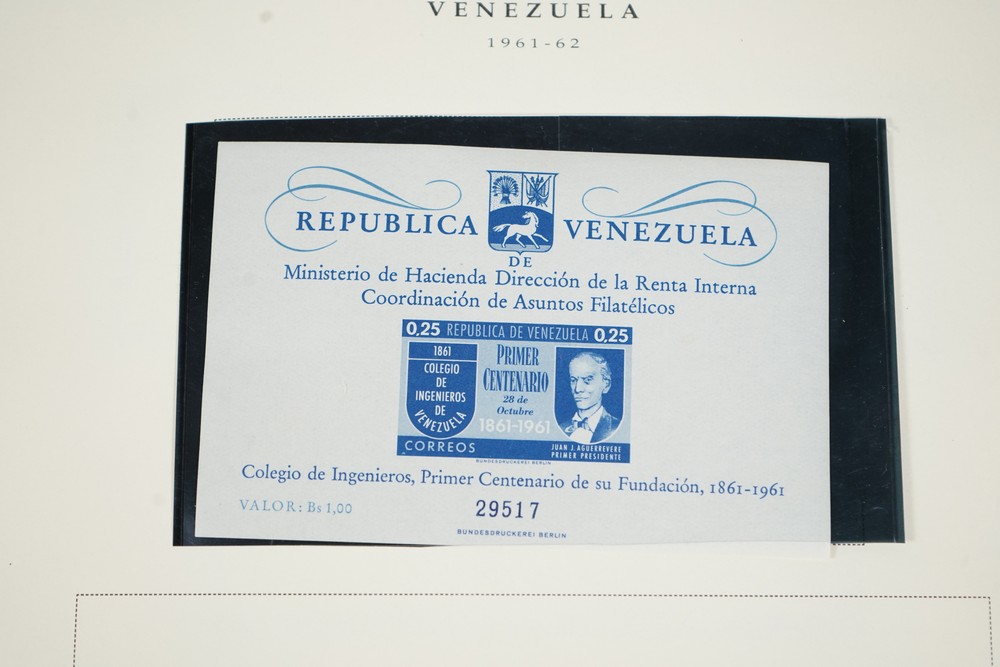 VENEZUELA
1961-62
REPUBLICA DE VENEZUELA
Ministerio de Hacienda Dirección de la Renta Interna
Coordinación de Asuntos Filatélicos
0,25 REPUBLICA DE VENEZUELA 0,25
1861
COLEGIO
DE
INGENIEROS
DE
VENEZUELA
PRIMER
CENTENARIO
28 de
Octubre
1861-1961
CORREOS
JUAN J. AGUERREVERE
PRIMER PRESIDENTE
BUNDESDRUCKEREI BERLIN
Colegio de Ingenieros, Primer Centenario de su Fundación, 1861-1961
VALOR: Bs 1,00
29517
BUNDESDRUCKEREI BERLIN